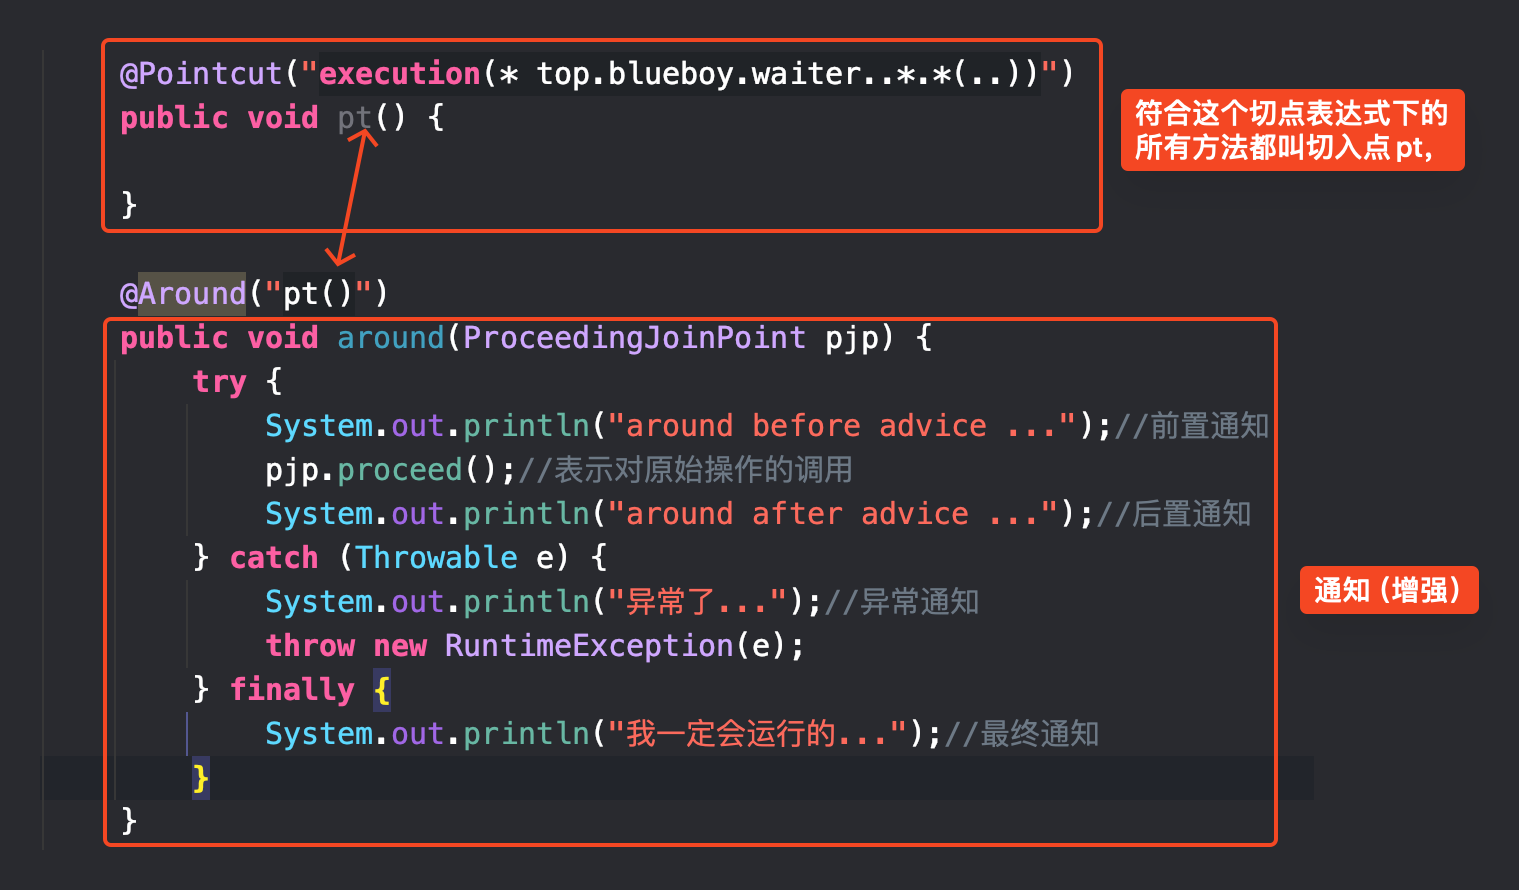 @Pointcut("execution(* top.blueboy.waiter..*.*(..))")
public void pt() {
符合这个切点表达式下的
所有方法都叫切入点pt,
}
@Around("pt()")
public void around(ProceedingJoinPoint pjp) {
try {
System.out.println("around before advice ...");//前置通知
pjp.proceed();//表示对原始操作的调用
System.out.println("around after advice ...");//后置通知
} catch (Throwable e) {
System.out.println("异常了...");//异常通知
通知(增强)
throw new RuntimeException(e);
} finally {
System.out.println("我一定会运行的...");//最终通知
}
}